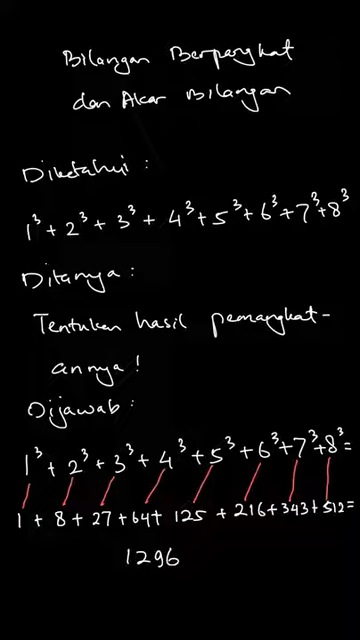 Bilangan Berpangkat
dan Akar Bilangan
Diketahui :
1³ + 2³ + 3³ + 4³ + 5³ + 6³ + 7³ + 8³
Ditanya :
Tentukan hasil pemangkat-
annya !
Dijawab :
1³ + 2³ + 3³ + 4³ + 5³ + 6³ + 7³ + 8³ =
1 + 8 + 27 + 64 + 125 + 216 + 343 + 512 =
1296